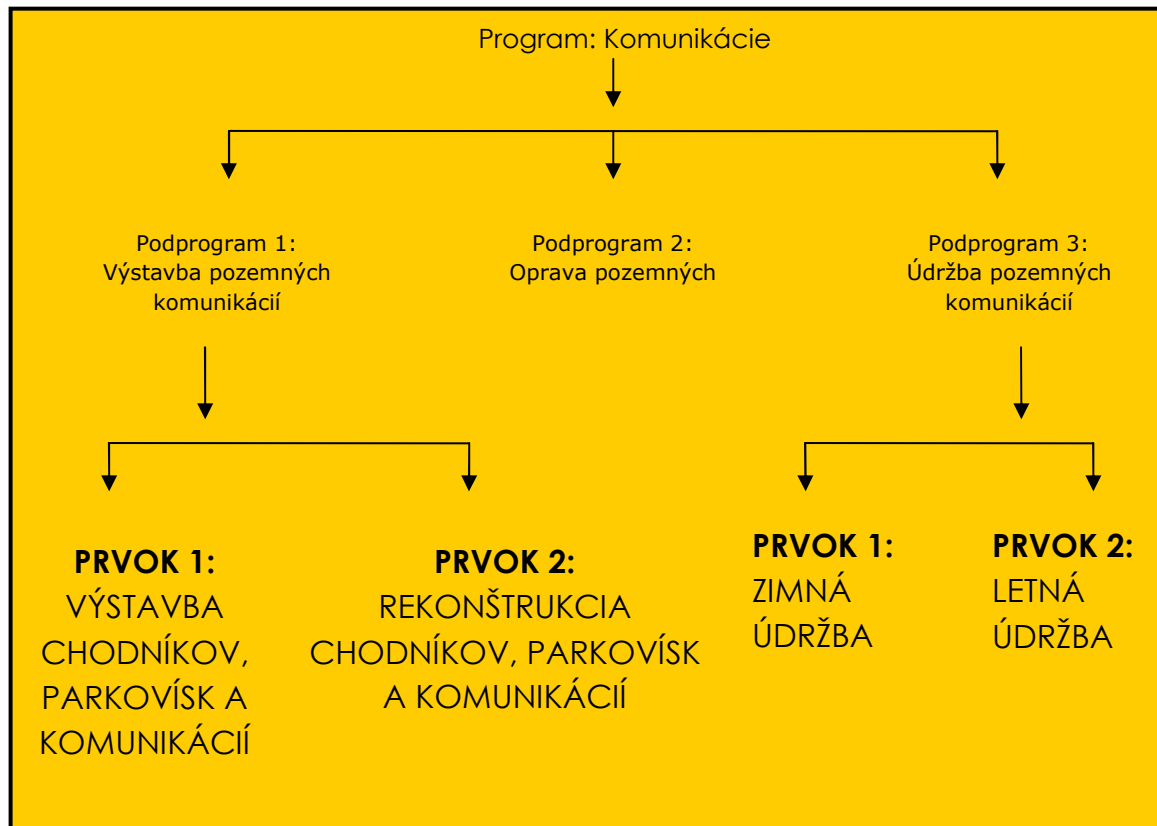 Program: Komunikácie
Podprogram 1:
Výstavba pozemných
komunikácií
Podprogram 2:
Oprava pozemných
Podprogram 3:
Údržba pozemných
komunikácií
PRVOK 1:
VÝSTAVBA
CHODNÍKOV,
PARKOVÍSK A
KOMUNIKÁCIÍ
PRVOK 2:
REKONŠTRUKCIA
CHODNÍKOV, PARKOVÍSK
A KOMUNIKÁCIÍ
PRVOK 1:
ZIMNÁ
ÚDRŽBA
PRVOK 2:
LETNÁ
ÚDRŽBA